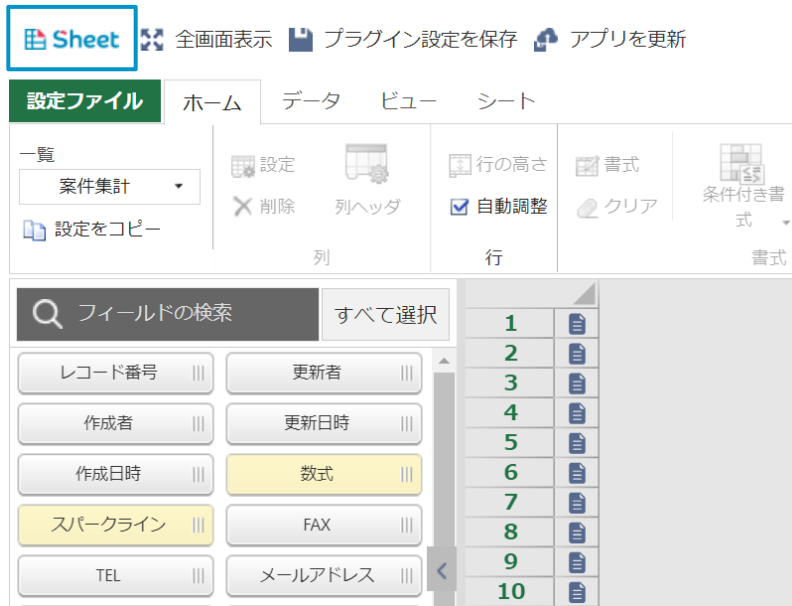 Sheet 全画面表示 プラグイン設定を保存 アプリを更新
設定ファイル ホーム データ ビュー シート
一覧
案件集計
設定をコピー
設定
削除
列ヘッダ
列
行の高さ
自動調整
行
書式
クリア
条件付き書
式
書式
フィールドの検索 すべて選択
レコード番号 更新者
作成者 更新日時
作成日時 数式
スパークライン FAX
TEL メールアドレス
1
2
3
4
5
6
7
8
9
10